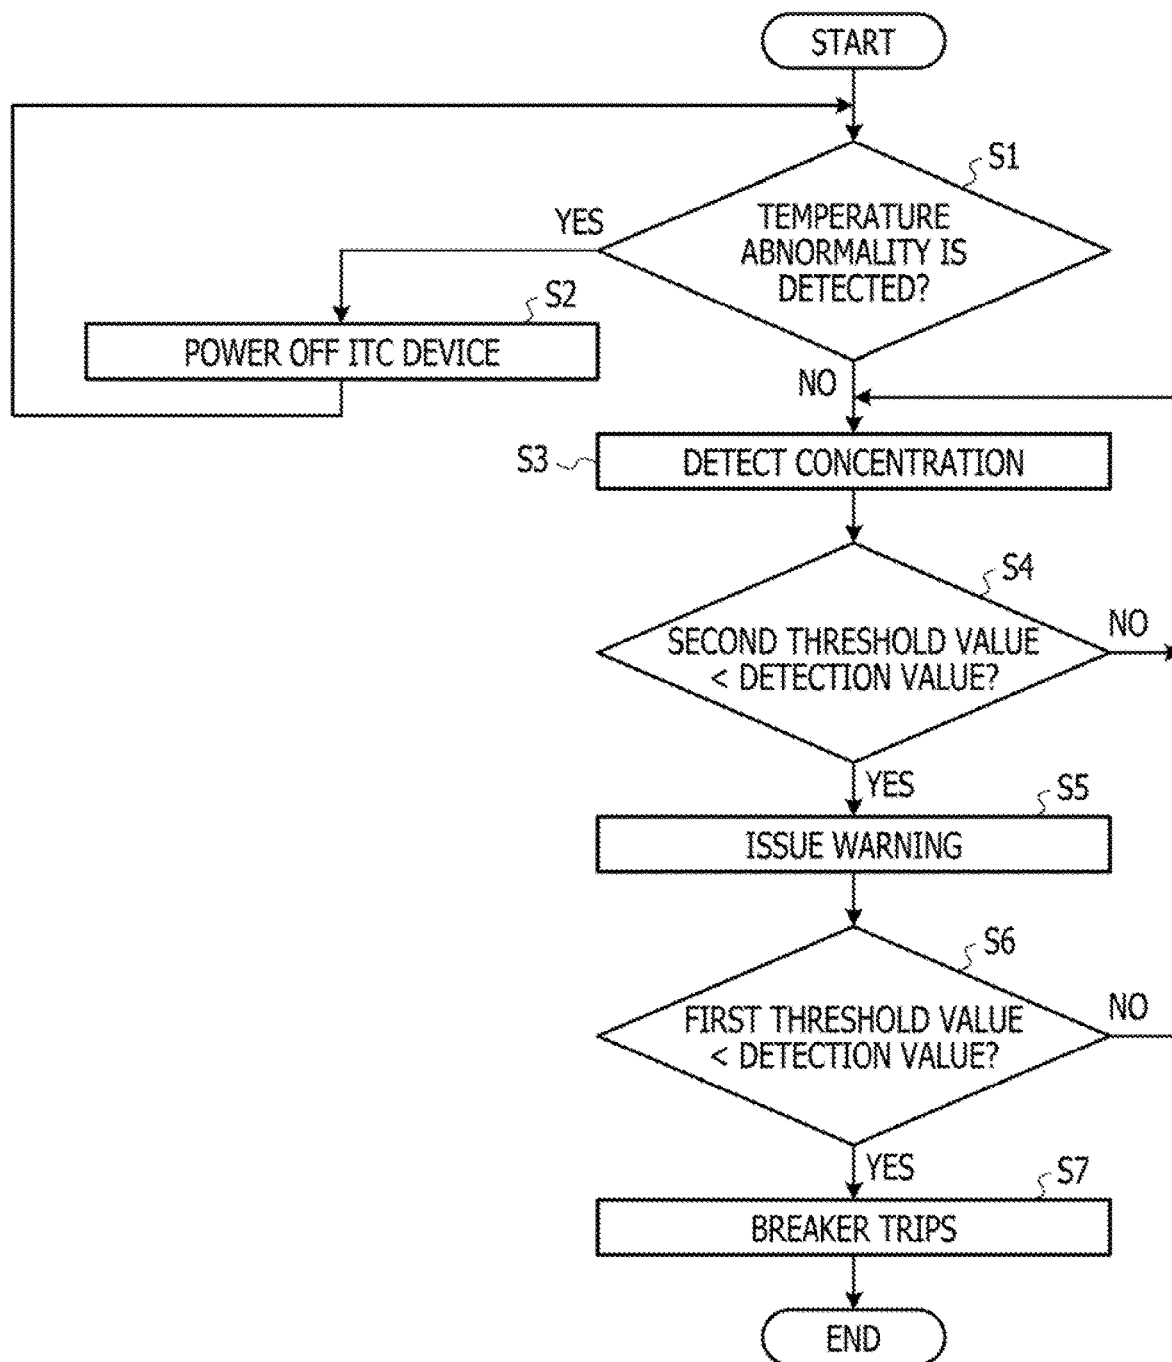 START
S1
TEMPERATURE
ABNORMALITY IS
DETECTED?
YES
S2
POWER OFF ITC DEVICE
NO
S3
DETECT CONCENTRATION
S4
SECOND THRESHOLD VALUE
< DETECTION VALUE?
NO
YES
S5
ISSUE WARNING
S6
FIRST THRESHOLD VALUE
< DETECTION VALUE?
NO
YES
S7
BREAKER TRIPS
END